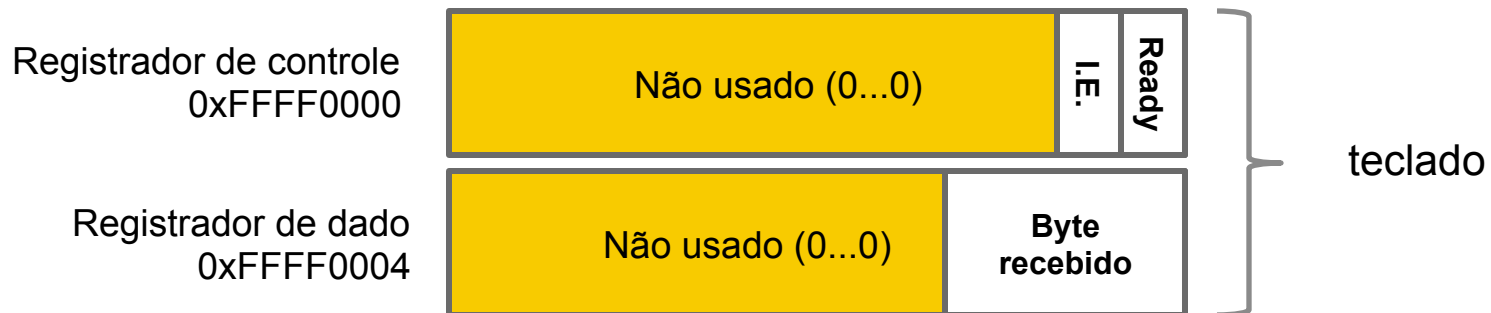 Registrador de controle
0xFFFF0000
Não usado (0...0)
I.E.
Ready
teclado
Registrador de dado
0xFFFF0004
Não usado (0...0)
Byte
recebido